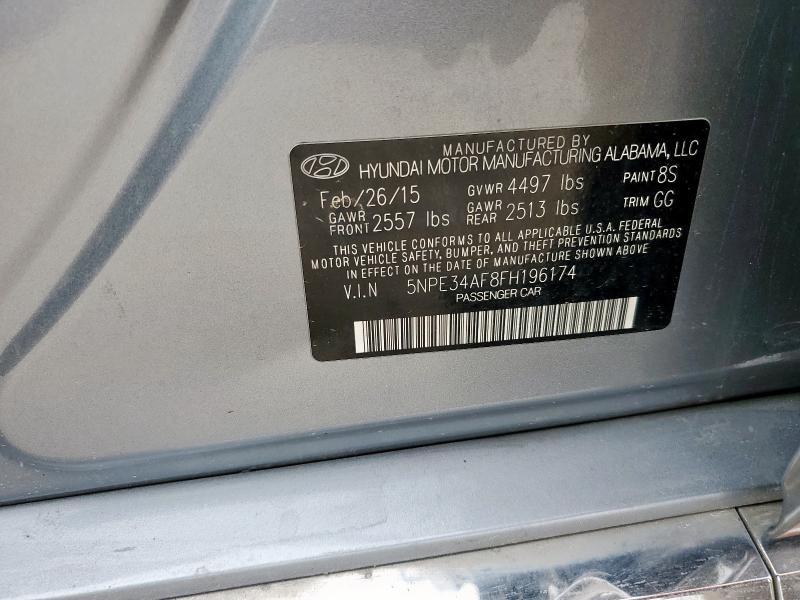 MANUFACTURED BY
HYUNDAI MOTOR MANUFACTURING ALABAMA, LLC
Feb/26/15 GVWR 4497 lbs PAINT 8S
GAWR FRONT 2557 lbs GAWR REAR 2513 lbs TRIM GG
THIS VEHICLE CONFORMS TO ALL APPLICABLE U.S.A. FEDERAL
MOTOR VEHICLE SAFETY, BUMPER, AND THEFT PREVENTION STANDARDS
IN EFFECT ON THE DATE OF MANUFACTURE SHOWN ABOVE
V.I.N 5NPE34AF8FH196174
PASSENGER CAR